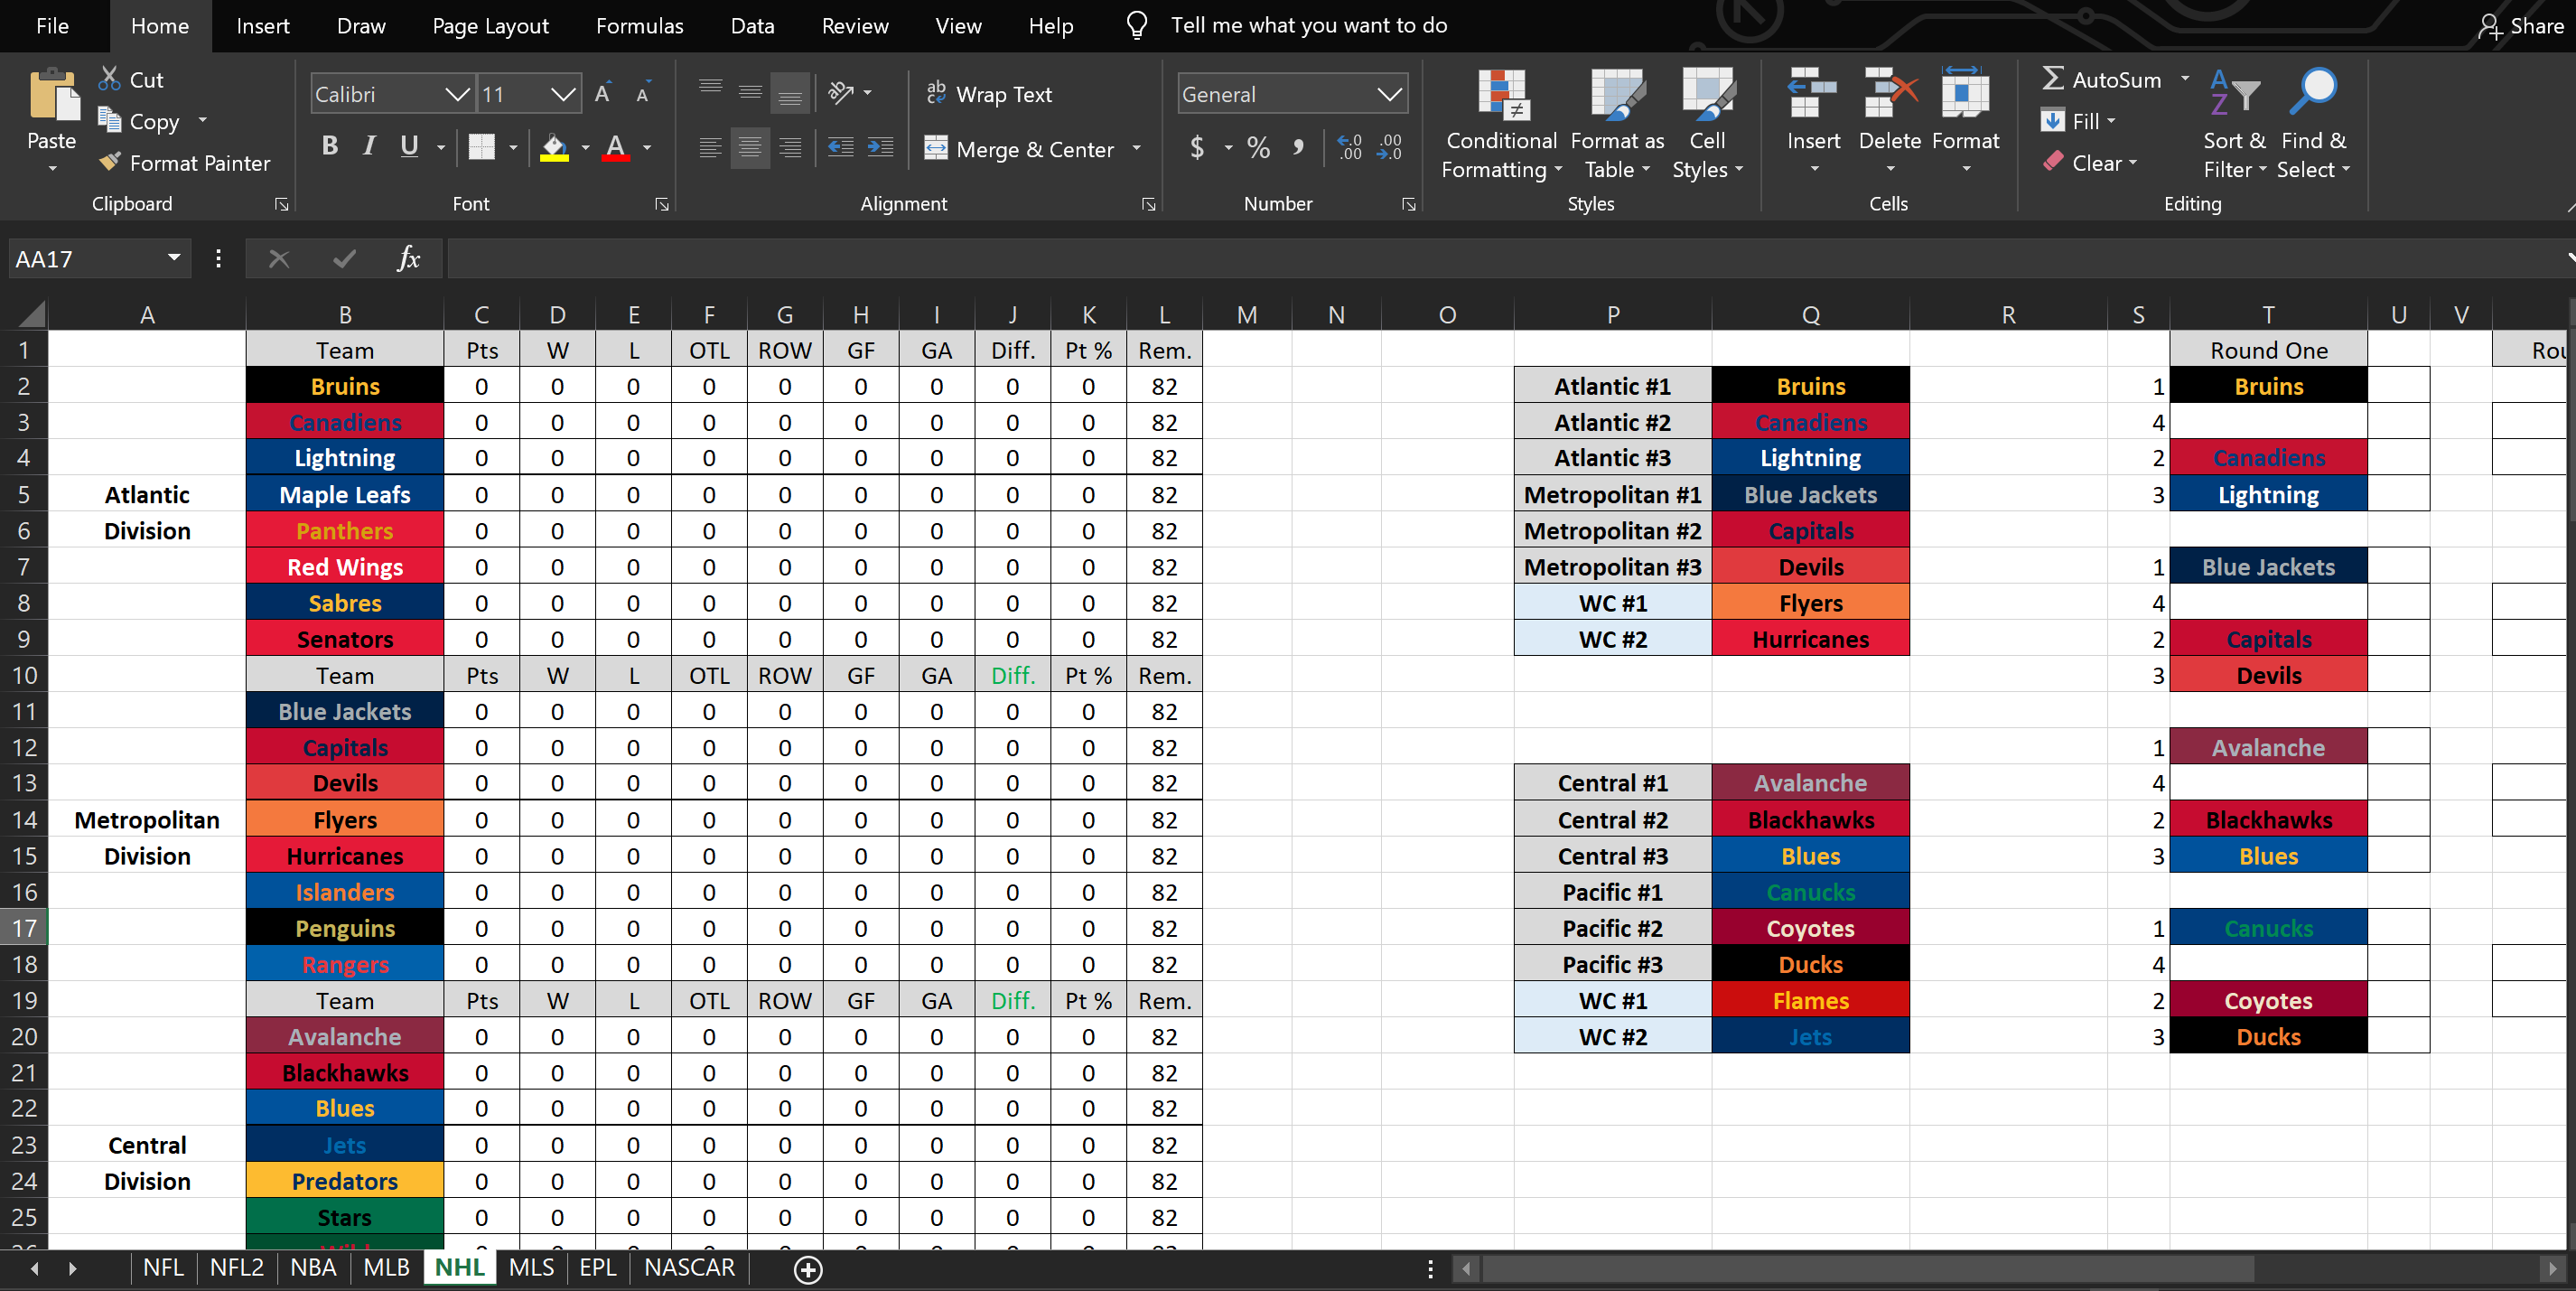 File Home Insert Draw Page Layout Formulas Data Review View Help Tell me what you want to do Share
Paste Cut Copy Format Painter Clipboard
Calibri 11 A A B I U A Font
Wrap Text Merge & Center Alignment
General $ % , .00 .0 Number
Conditional Formatting Format as Table Cell Styles Styles
Insert Delete Format Cells
AutoSum Fill Clear Sort & Filter Find & Select Editing
AA17 fx
A B C D E F G H I J K L M N O P Q R S T U V
1 Team Pts W L OTL ROW GF GA Diff. Pt % Rem. Round One
2 Bruins 0 0 0 0 0 0 0 0 0 82 Atlantic #1 Bruins 1 Bruins
3 Canadiens 0 0 0 0 0 0 0 0 0 82 Atlantic #2 Canadiens 4
4 Lightning 0 0 0 0 0 0 0 0 0 82 Atlantic #3 Lightning 2 Canadiens
5 Atlantic Maple Leafs 0 0 0 0 0 0 0 0 0 82 Metropolitan #1 Blue Jackets 3 Lightning
6 Division Panthers 0 0 0 0 0 0 0 0 0 82 Metropolitan #2 Capitals
7 Red Wings 0 0 0 0 0 0 0 0 0 82 Metropolitan #3 Devils 1 Blue Jackets
8 Sabres 0 0 0 0 0 0 0 0 0 82 WC #1 Flyers 4
9 Senators 0 0 0 0 0 0 0 0 0 82 WC #2 Hurricanes 2 Capitals
10 Team Pts W L OTL ROW GF GA Diff. Pt % Rem. 3 Devils
11 Blue Jackets 0 0 0 0 0 0 0 0 0 82
12 Capitals 0 0 0 0 0 0 0 0 0 82 1 Avalanche
13 Devils 0 0 0 0 0 0 0 0 0 82 Central #1 Avalanche 4
14 Metropolitan Flyers 0 0 0 0 0 0 0 0 0 82 Central #2 Blackhawks 2 Blackhawks
15 Division Hurricanes 0 0 0 0 0 0 0 0 0 82 Central #3 Blues 3 Blues
16 Islanders 0 0 0 0 0 0 0 0 0 82 Pacific #1 Canucks
17 Penguins 0 0 0 0 0 0 0 0 0 82 Pacific #2 Coyotes 1 Canucks
18 Rangers 0 0 0 0 0 0 0 0 0 82 Pacific #3 Ducks 4
19 Team Pts W L OTL ROW GF GA Diff. Pt % Rem. WC #1 Flames 2 Coyotes
20 Avalanche 0 0 0 0 0 0 0 0 0 82 WC #2 Jets 3 Ducks
21 Blackhawks 0 0 0 0 0 0 0 0 0 82
22 Blues 0 0 0 0 0 0 0 0 0 82
23 Central Jets 0 0 0 0 0 0 0 0 0 82
24 Division Predators 0 0 0 0 0 0 0 0 0 82
25 Stars 0 0 0 0 0 0 0 0 0 82
NFL NFL2 NBA MLB NHL MLS EPL NASCAR